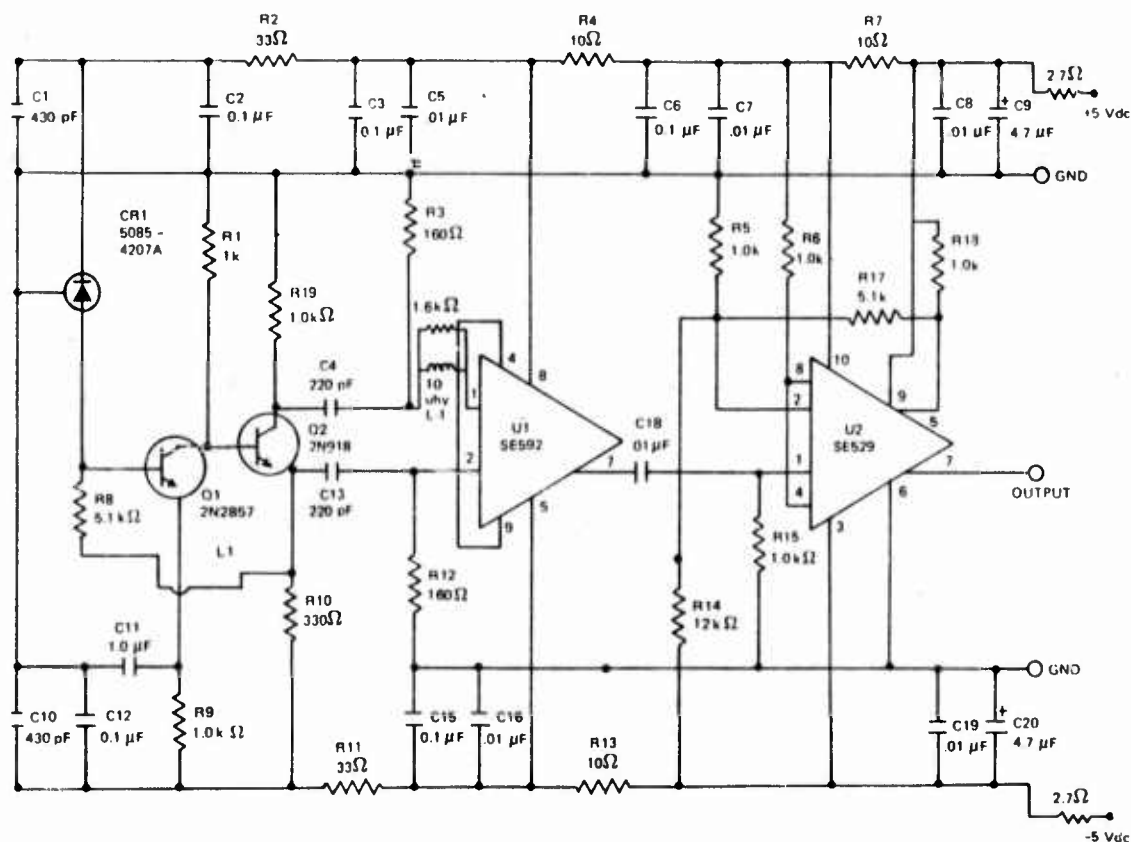 R2
33Ω
R4
10Ω
R7
10Ω
2.7Ω
+5 Vdc
C1
430 pF
C2
0.1 µF
C3
0.1 µF
C5
01 µF
C6
0.1 µF
C7
.01 µF
C8
.01 µF
+
C9
4.7 µF
GND
CR1
5085 -
4207A
R1
1k
R3
160Ω
R5
1.0k
R6
1.0k
R18
1.0k
R17
5.1k
R19
1.0kΩ
1.6kΩ
C4
220 pF
10
uhy
L-1
4
8
1
2
U1
SE592
7
5
9
C18
01 µF
10
8
2
9
5
U2
SE529
1
4
7
6
3
OUTPUT
Q2
2N918
C13
220 pF
Q1
2N2857
R8
5.1kΩ
L1
R10
330Ω
R12
160Ω
R15
1.0kΩ
R14
12kΩ
C11
1.0 µF
GND
C10
430 pF
C12
0.1 µF
R9
1.0k Ω
C15
0.1 µF
C16
.01 µF
C19
.01 µF
+
C20
4.7 µF
R11
33Ω
R13
10Ω
2.7Ω
-5 Vdc